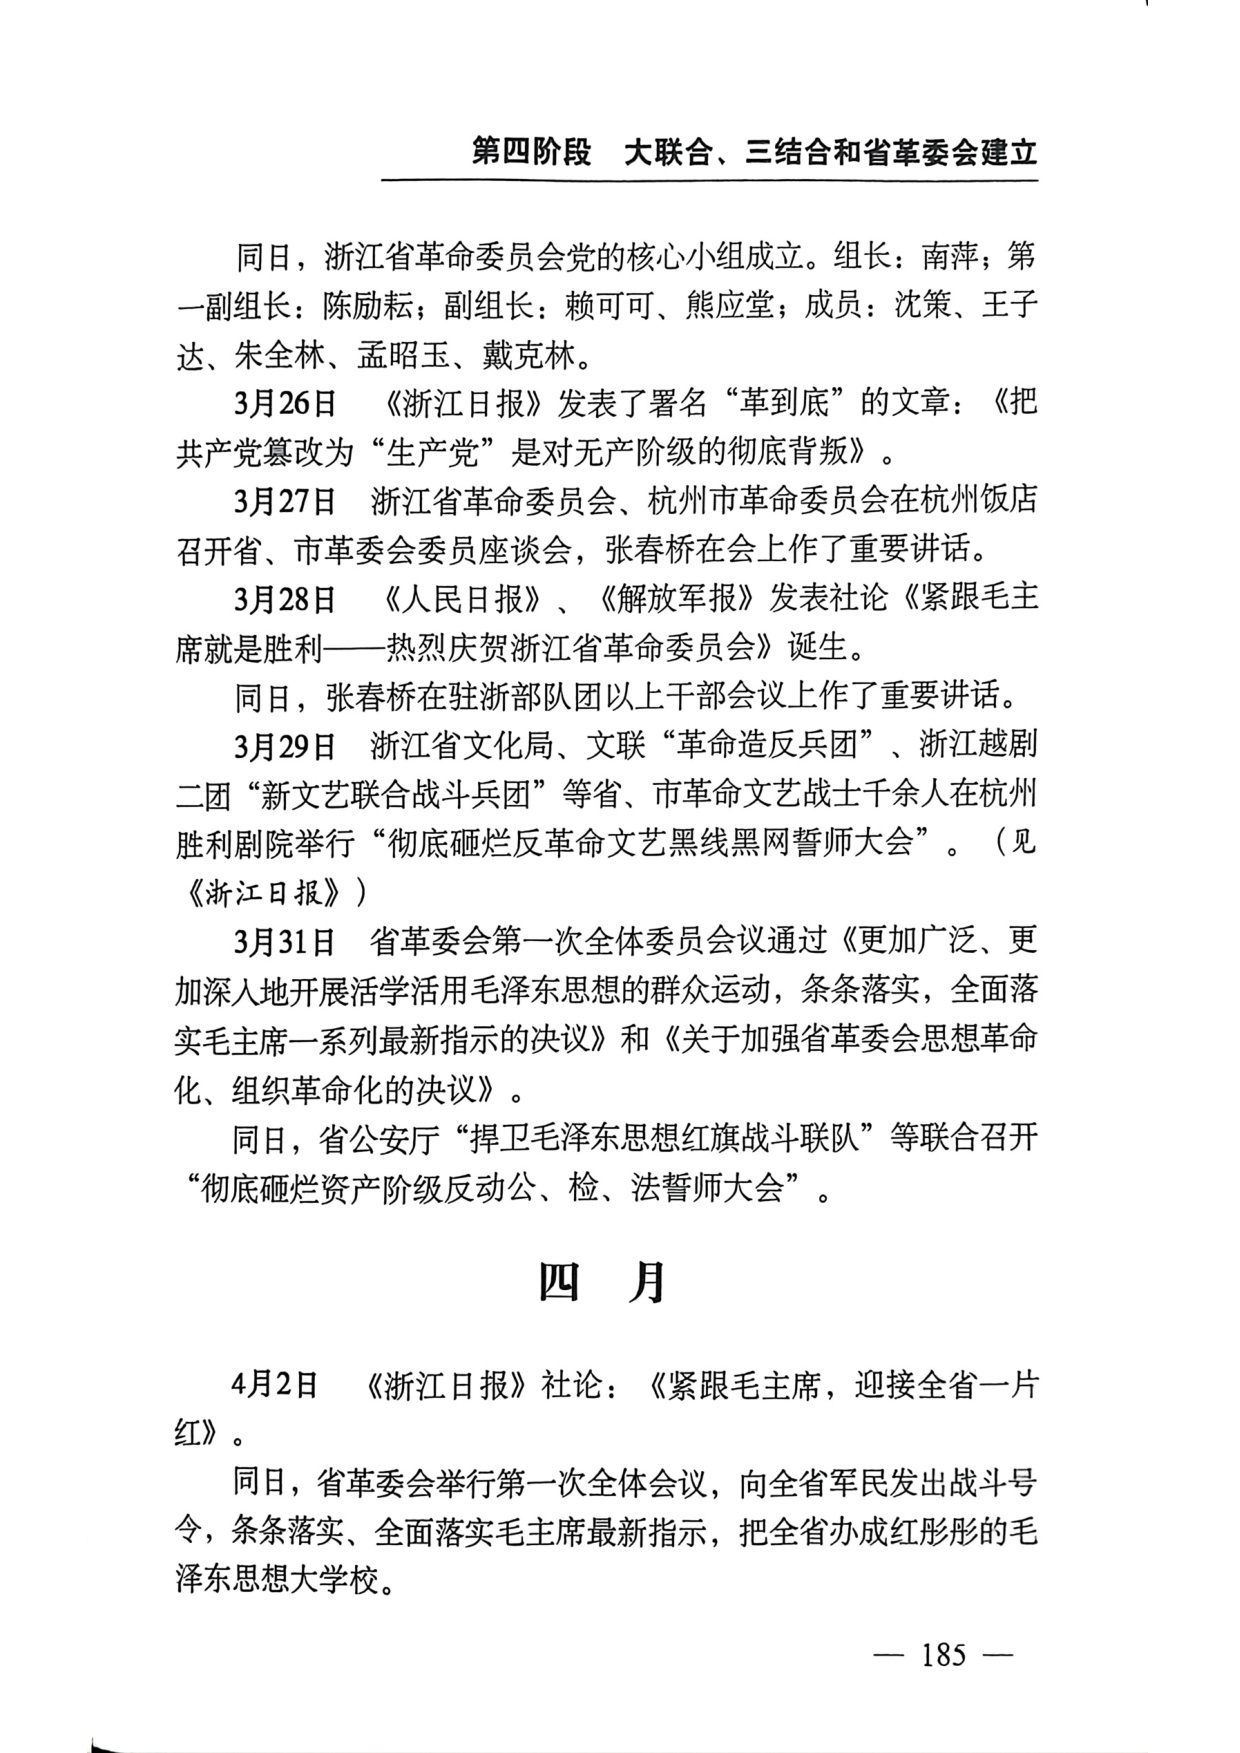 第四阶段　大联合、三结合和省革委会建立
同日，浙江省革命委员会党的核心小组成立。组长：南萍；第
一副组长：陈励耘；副组长：赖可可、熊应堂；成员：沈策、王子
达、朱全林、孟昭玉、戴克林。
3月26日　《浙江日报》发表了署名“革到底”的文章：《把
共产党篡改为“生产党”是对无产阶级的彻底背叛》。
3月27日　浙江省革命委员会、杭州市革命委员会在杭州饭店
召开省、市革委会委员座谈会，张春桥在会上作了重要讲话。
3月28日　《人民日报》、《解放军报》发表社论《紧跟毛主
席就是胜利——热烈庆贺浙江省革命委员会》诞生。
同日，张春桥在驻浙部队团以上干部会议上作了重要讲话。
3月29日　浙江省文化局、文联“革命造反兵团”、浙江越剧
二团“新文艺联合战斗兵团”等省、市革命文艺战士千余人在杭州
胜利剧院举行“彻底砸烂反革命文艺黑线黑网誓师大会”。（见
《浙江日报》）
3月31日　省革委会第一次全体委员会议通过《更加广泛、更
加深入地开展活学活用毛泽东思想的群众运动，条条落实，全面落
实毛主席一系列最新指示的决议》和《关于加强省革委会思想革命
化、组织革命化的决议》。
同日，省公安厅“捍卫毛泽东思想红旗战斗联队”等联合召开
“彻底砸烂资产阶级反动公、检、法誓师大会”。
四　月
4月2日　《浙江日报》社论：《紧跟毛主席，迎接全省一片
红》。
同日，省革委会举行第一次全体会议，向全省军民发出战斗号
令，条条落实、全面落实毛主席最新指示，把全省办成红彤彤的毛
泽东思想大学校。
— 185 —